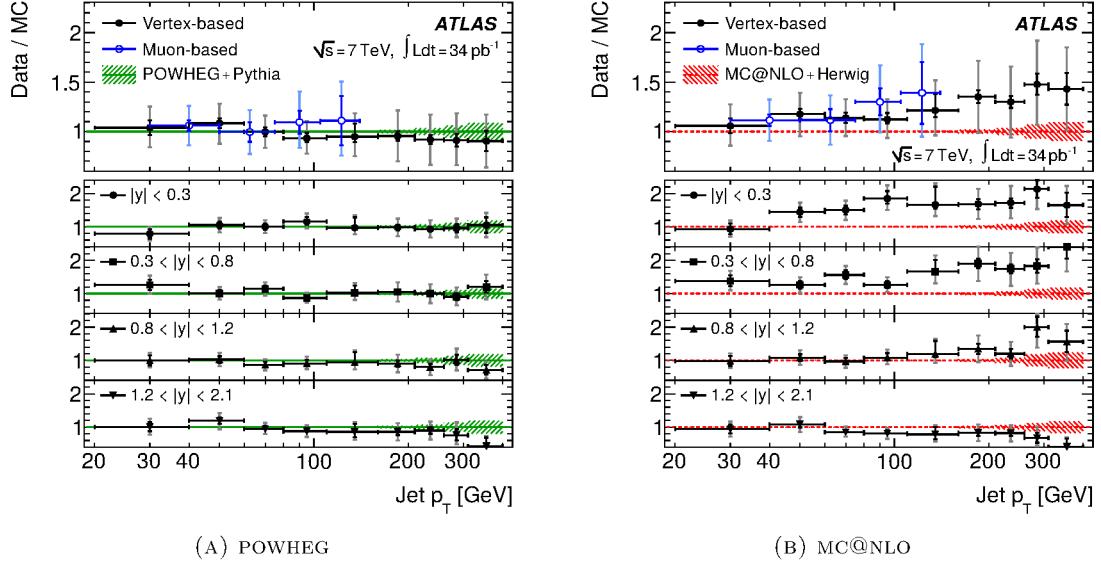 Data / MC
Vertex-based
ATLAS
Muon-based
√s = 7 TeV, ∫ Ldt = 34 pb⁻¹
POWHEG+Pythia
2
1.5
1
|y| < 0.3
2
1
0.3 < |y| < 0.8
2
1
0.8 < |y| < 1.2
2
1
1.2 < |y| < 2.1
2
1
20 30 40 100 200 300
Jet p_T [GeV]
(A) POWHEG
Data / MC
Vertex-based
ATLAS
Muon-based
MC@NLO+Herwig
2
1.5
1
√s = 7 TeV, ∫ Ldt = 34 pb⁻¹
|y| < 0.3
2
1
0.3 < |y| < 0.8
2
1
0.8 < |y| < 1.2
2
1
1.2 < |y| < 2.1
2
1
20 30 40 100 200 300
Jet p_T [GeV]
(B) MC@NLO